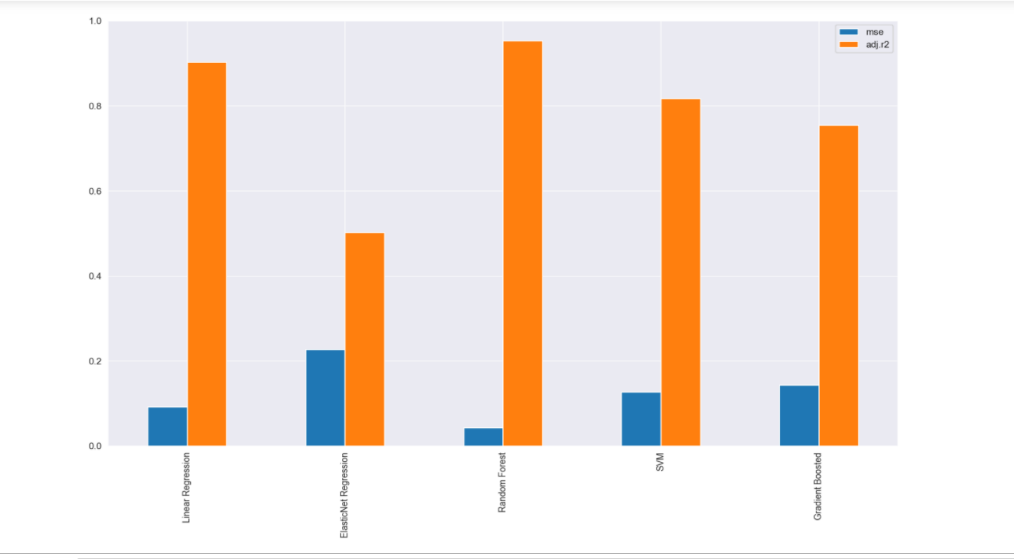 1.0
mse
adj.r2
0.8
0.6
0.4
0.2
0.0
Linear Regression
ElasticNet Regression
Random Forest
SVM
Gradient Boosted